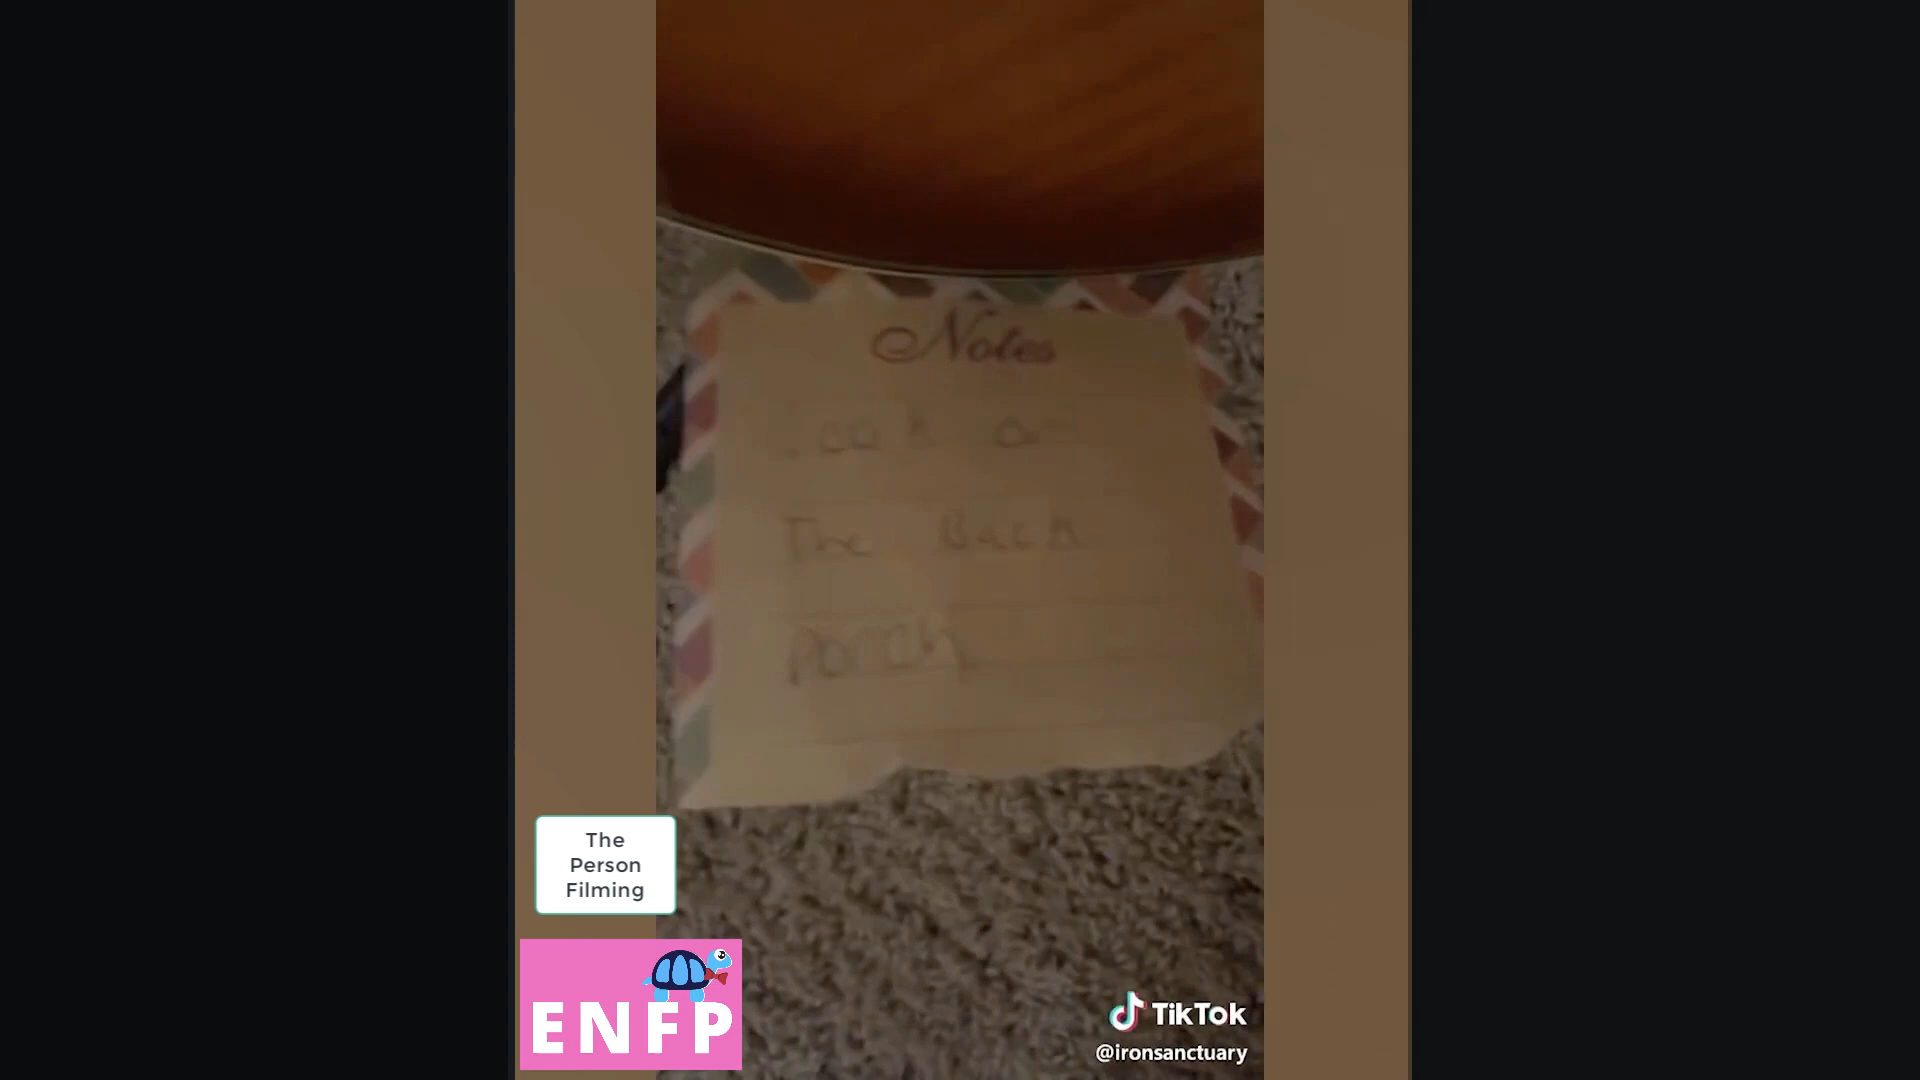 Notes
Look on
The Back
Porch
The
Person
Filming
ENFP
TikTok
@ironsanctuary